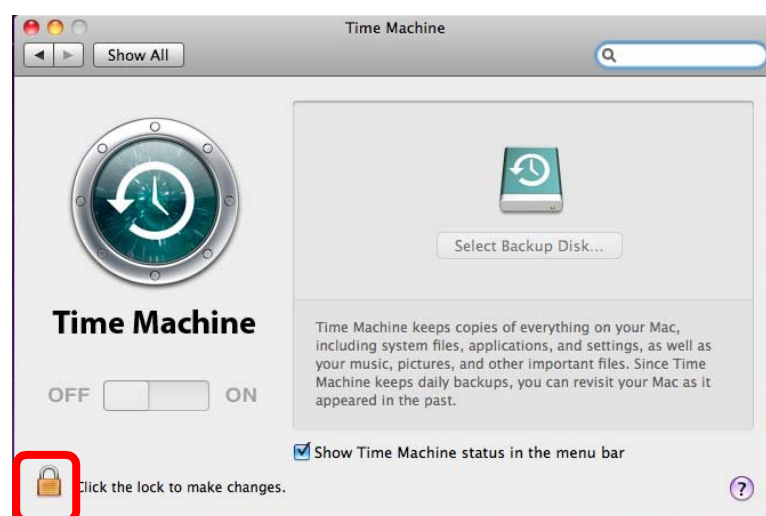 Time Machine
Show All
Select Backup Disk...
Time Machine
Time Machine keeps copies of everything on your Mac,
including system files, applications, and settings, as well as
your music, pictures, and other important files. Since Time
Machine keeps daily backups, you can revisit your Mac as it
appeared in the past.
OFF ON
Show Time Machine status in the menu bar
Click the lock to make changes.
?